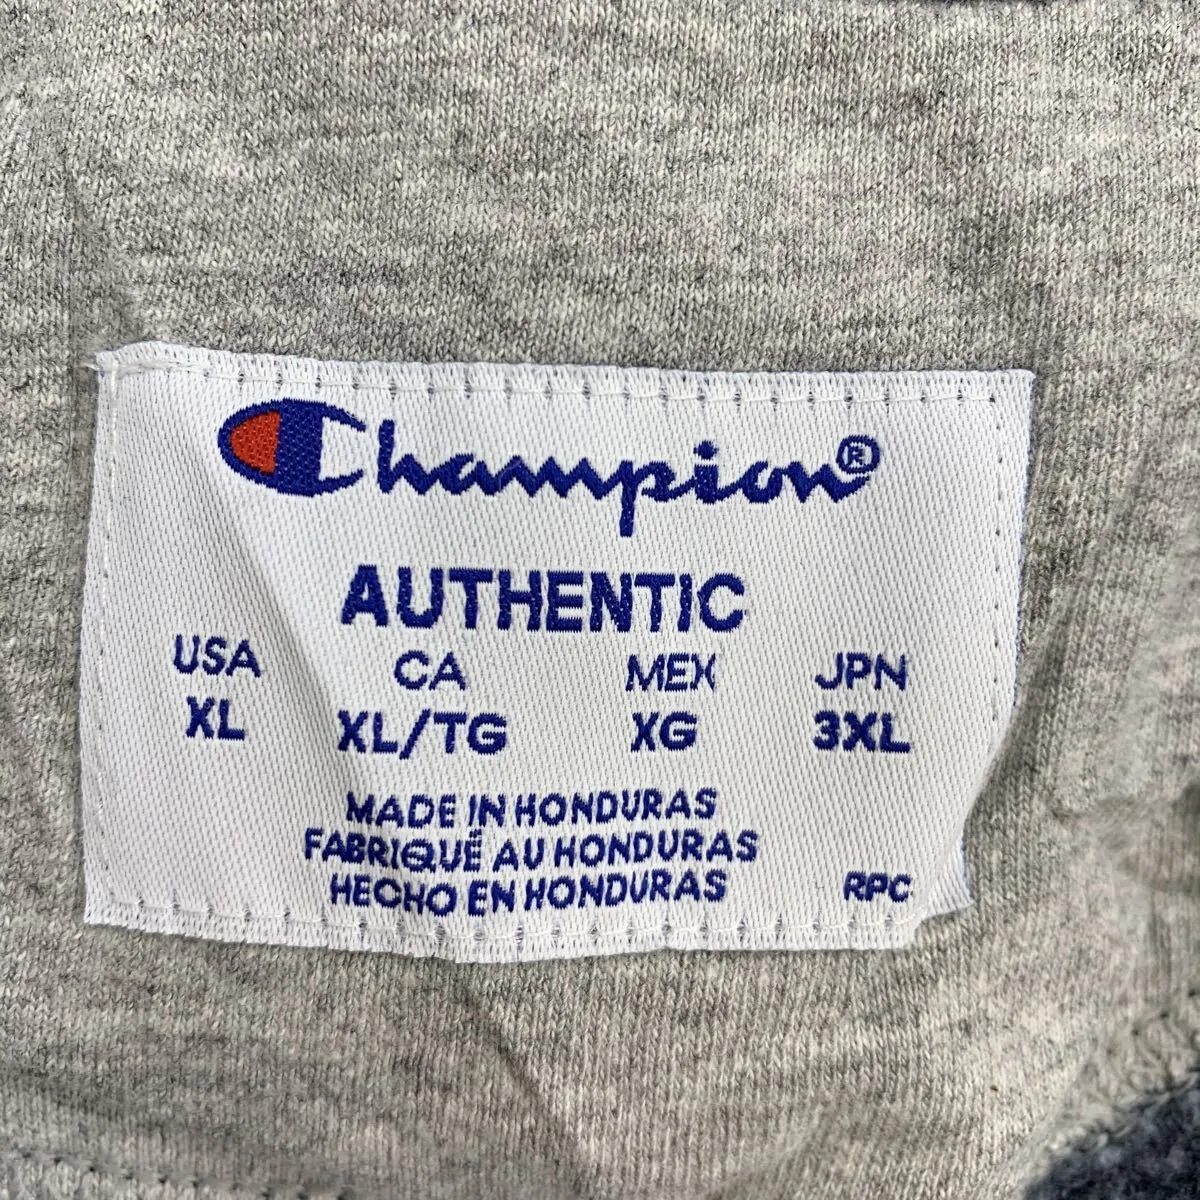 Champion®
AUTHENTIC
USA CA MEX JPN
XL XL/TG XG 3XL
MADE IN HONDURAS
FABRIQUÉ AU HONDURAS
HECHO EN HONDURAS RPC